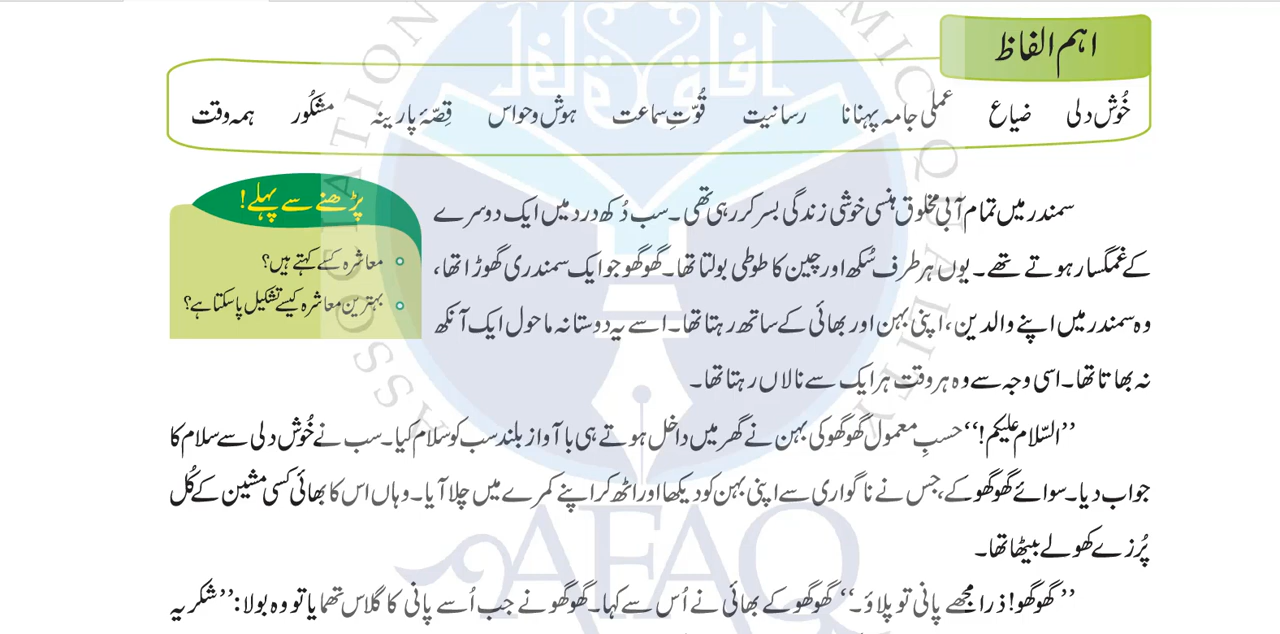 اہم الفاظ
خُوش دلی ضیاع عملی جامہ پہنانا رسانیت قُوّتِ سماعت ہوش وحواس قِصّۂ پارینہ مشکُور ہمہ وقت
پڑھنے سے پہلے!
معاشرہ کسے کہتے ہیں؟
بہترین معاشرہ کیسے تشکیل پا سکتا ہے؟
سمندر میں تمام آبی مخلوق ہنسی خوشی زندگی بسر کر رہی تھی۔ سب دُکھ درد میں ایک دوسرے
کے غمگسار ہوتے تھے۔ یوں ہر طرف سُکھ اور چین کا طوطی بولتا تھا۔ گھوگھو جو ایک سمندری گھوڑا تھا،
وہ سمندر میں اپنے والدین، اپنی بہن اور بھائی کے ساتھ رہتا تھا۔ اسے یہ دوستانہ ماحول ایک آنکھ
نہ بھاتا تھا۔ اسی وجہ سے وہ ہر وقت ہر ایک سے نالاں رہتا تھا۔
”السّلام علیکم!“ حسبِ معمول گھوگھو کی بہن نے گھر میں داخل ہوتے ہی با آواز بلند سب کو سلام کیا۔ سب نے خُوش دلی سے سلام کا
جواب دیا۔ سوائے گھوگھو کے، جس نے ناگواری سے اپنی بہن کو دیکھا اور اٹھ کر اپنے کمرے میں چلا آیا۔ وہاں اس کا بھائی کسی مشین کے کُل
پُرزے کھولے بیٹھا تھا۔
”گھوگھو! ذرا مجھے پانی تو پلاؤ۔“ گھوگھو کے بھائی نے اُس سے کہا۔ گھوگھو نے جب اُسے پانی کا گلاس تھمایا تو وہ بولا: ”شکریہ
ASSOCIATION
AFAQ